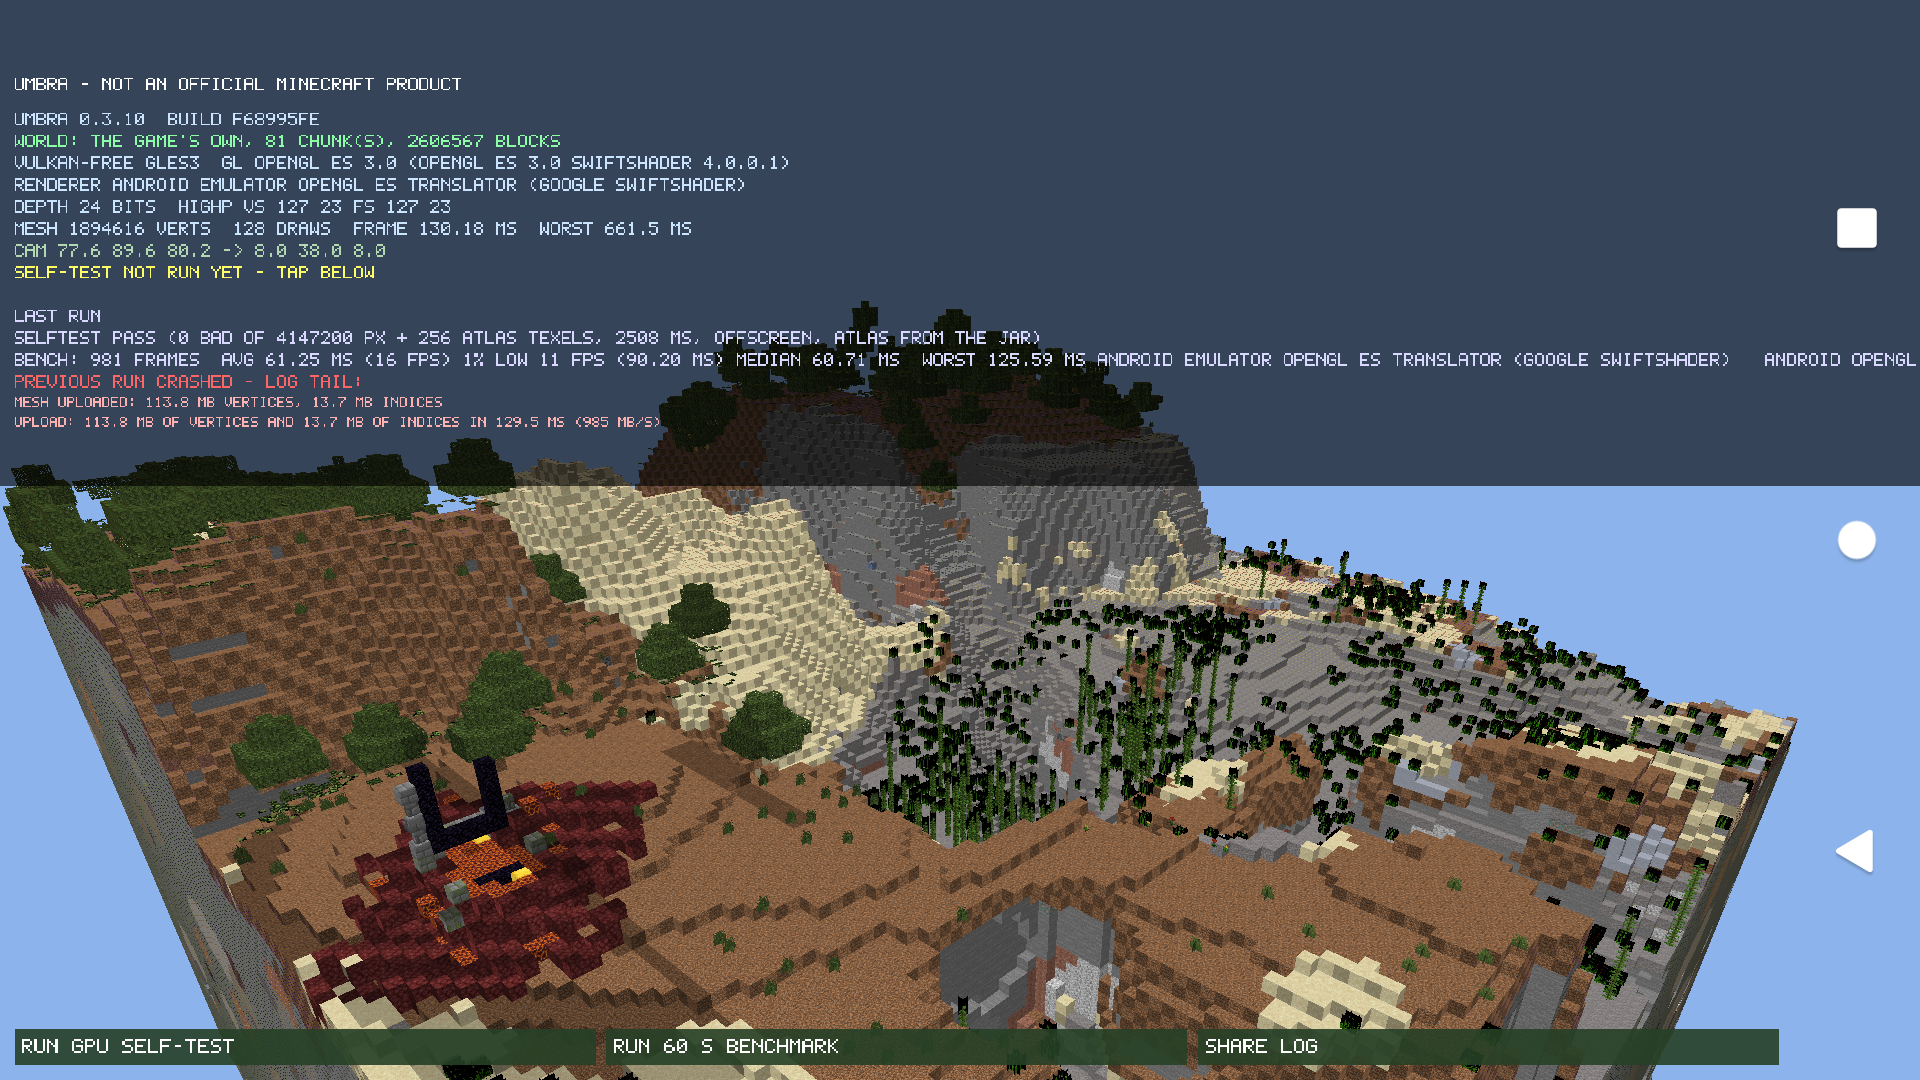 UMBRA - NOT AN OFFICIAL MINECRAFT PRODUCT
UMBRA 0.3.10 BUILD F68995FE
WORLD: THE GAME'S OWN, 81 CHUNK(S), 2606567 BLOCKS
VULKAN-FREE GLES3 GL OPENGL ES 3.0 (OPENGL ES 3.0 SWIFTSHADER 4.0.0.1)
RENDERER ANDROID EMULATOR OPENGL ES TRANSLATOR (GOOGLE SWIFTSHADER)
DEPTH 24 BITS HIGHP VS 127 23 FS 127 23
MESH 1894616 VERTS 128 DRAWS FRAME 130.18 MS WORST 661.5 MS
CAM 77.6 89.6 80.2 -> 8.0 38.0 8.0
SELF-TEST NOT RUN YET - TAP BELOW
LAST RUN
SELFTEST PASS (0 BAD OF 4147200 PX + 256 ATLAS TEXELS, 2508 MS, OFFSCREEN, ATLAS FROM THE JAR)
BENCH: 981 FRAMES AVG 61.25 MS (16 FPS) 1% LOW 11 FPS (90.20 MS) MEDIAN 60.71 MS WORST 125.59 MS ANDROID EMULATOR OPENGL ES TRANSLATOR (GOOGLE SWIFTSHADER) ANDROID OPENGL
PREVIOUS RUN CRASHED - LOG TAIL:
MESH UPLOADED: 113.8 MB VERTICES, 13.7 MB INDICES
UPLOAD: 113.8 MB OF VERTICES AND 13.7 MB OF INDICES IN 129.5 MS (985 MB/S)
RUN GPU SELF-TEST
RUN 60 S BENCHMARK
SHARE LOG